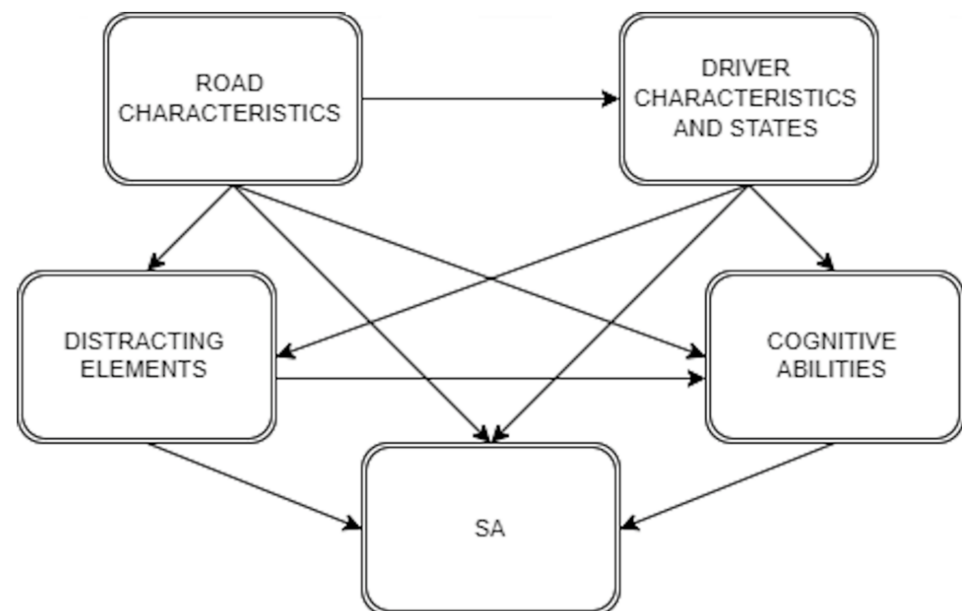 ROAD
CHARACTERISTICS
DRIVER
CHARACTERISTICS
AND STATES
DISTRACTING
ELEMENTS
COGNITIVE
ABILITIES
SA